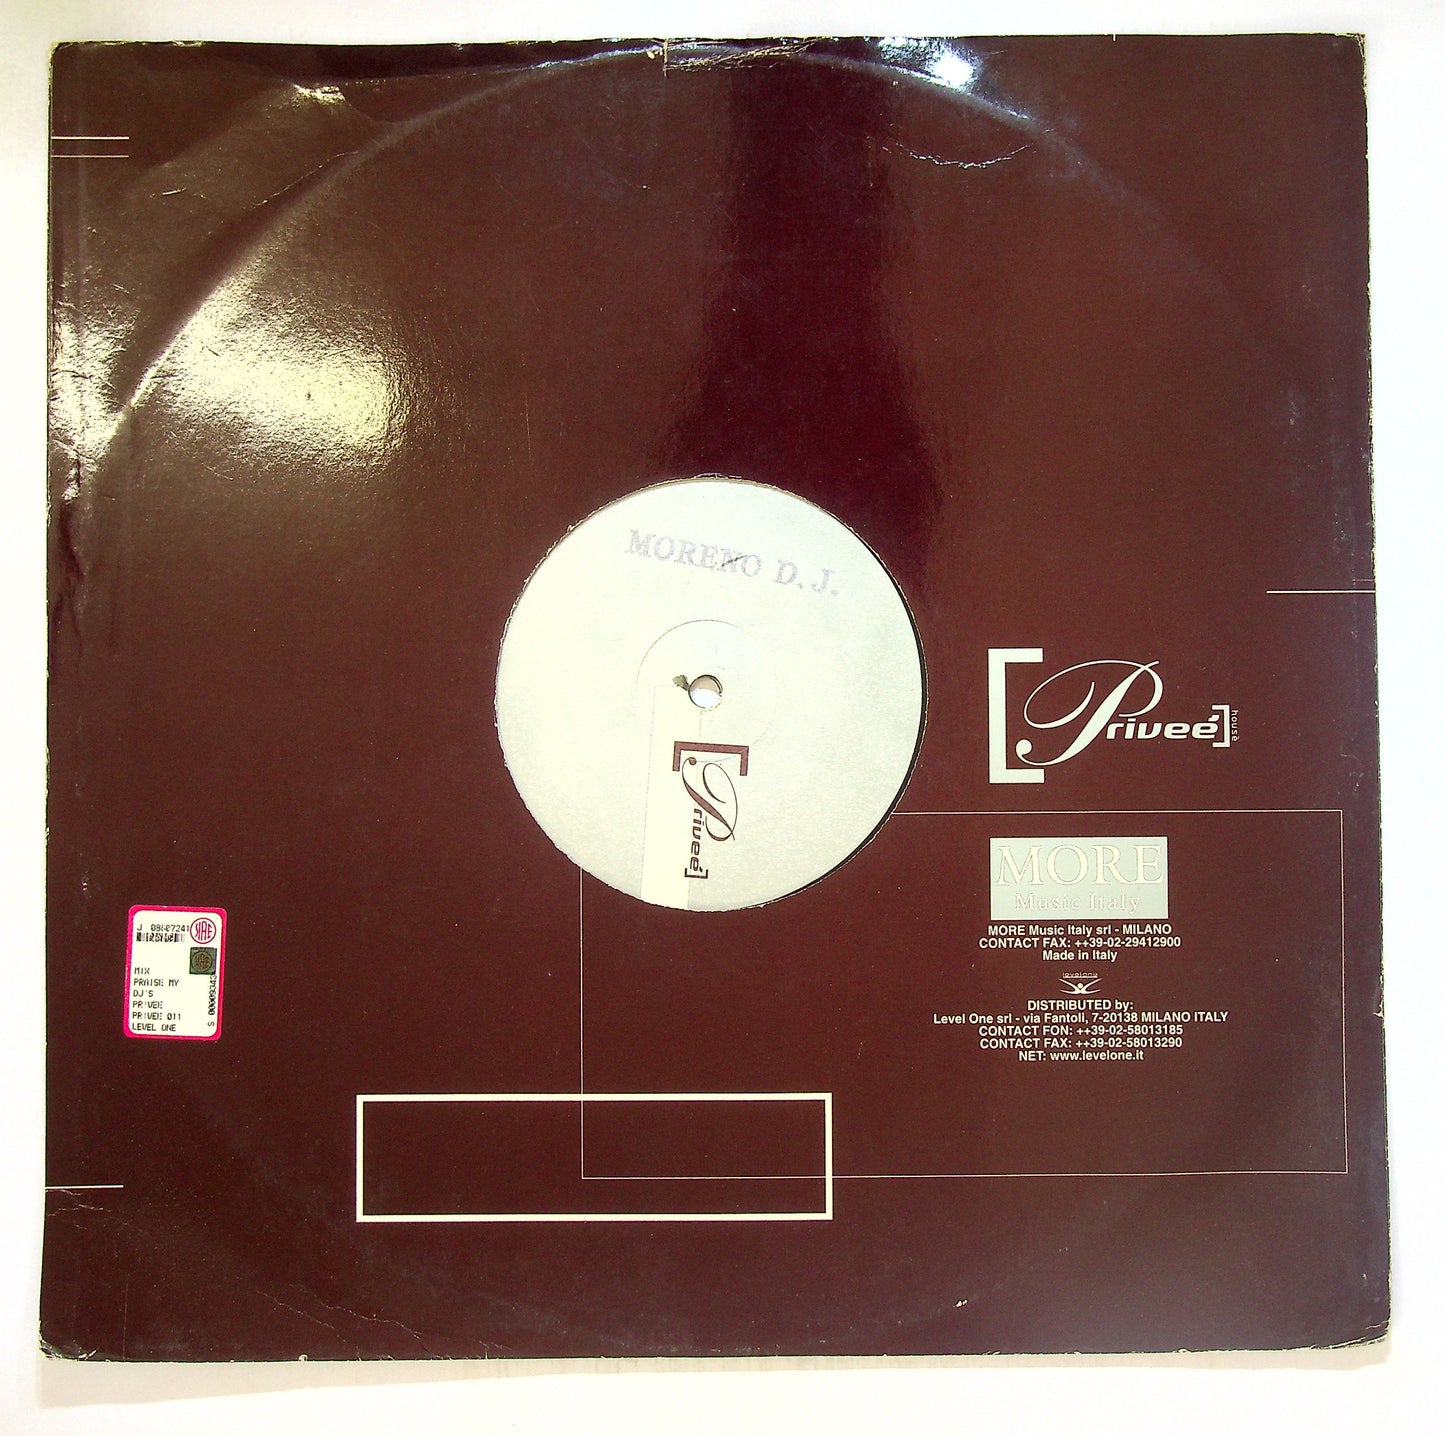 MORENO D. J.
[Priveé]
[Priveé]
house
MORE
Music Italy
MORE Music Italy srl - MILANO
CONTACT FAX: ++39-02-29412900
Made in Italy
levelone
DISTRIBUTED by:
Level One srl - via Fantoli, 7-20138 MILANO ITALY
CONTACT FON: ++39-02-58013185
CONTACT FAX: ++39-02-58013290
NET: www.levelone.it
SIAE
MIX
PRAISE MY
DJ'S
PRIVEE
PRIVEE 011
LEVEL ONE